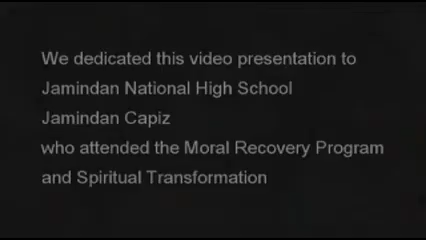 We dedicated this video presentation to
Jamindan National High School
Jamindan Capiz
who attended the Moral Recovery Program
and Spiritual Transformation